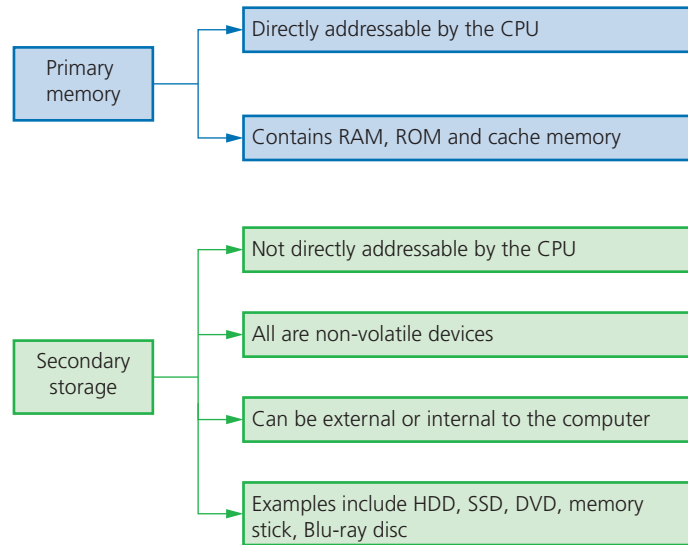 Primary
memory
Directly addressable by the CPU
Contains RAM, ROM and cache memory
Secondary
storage
Not directly addressable by the CPU
All are non-volatile devices
Can be external or internal to the computer
Examples include HDD, SSD, DVD, memory
stick, Blu-ray disc